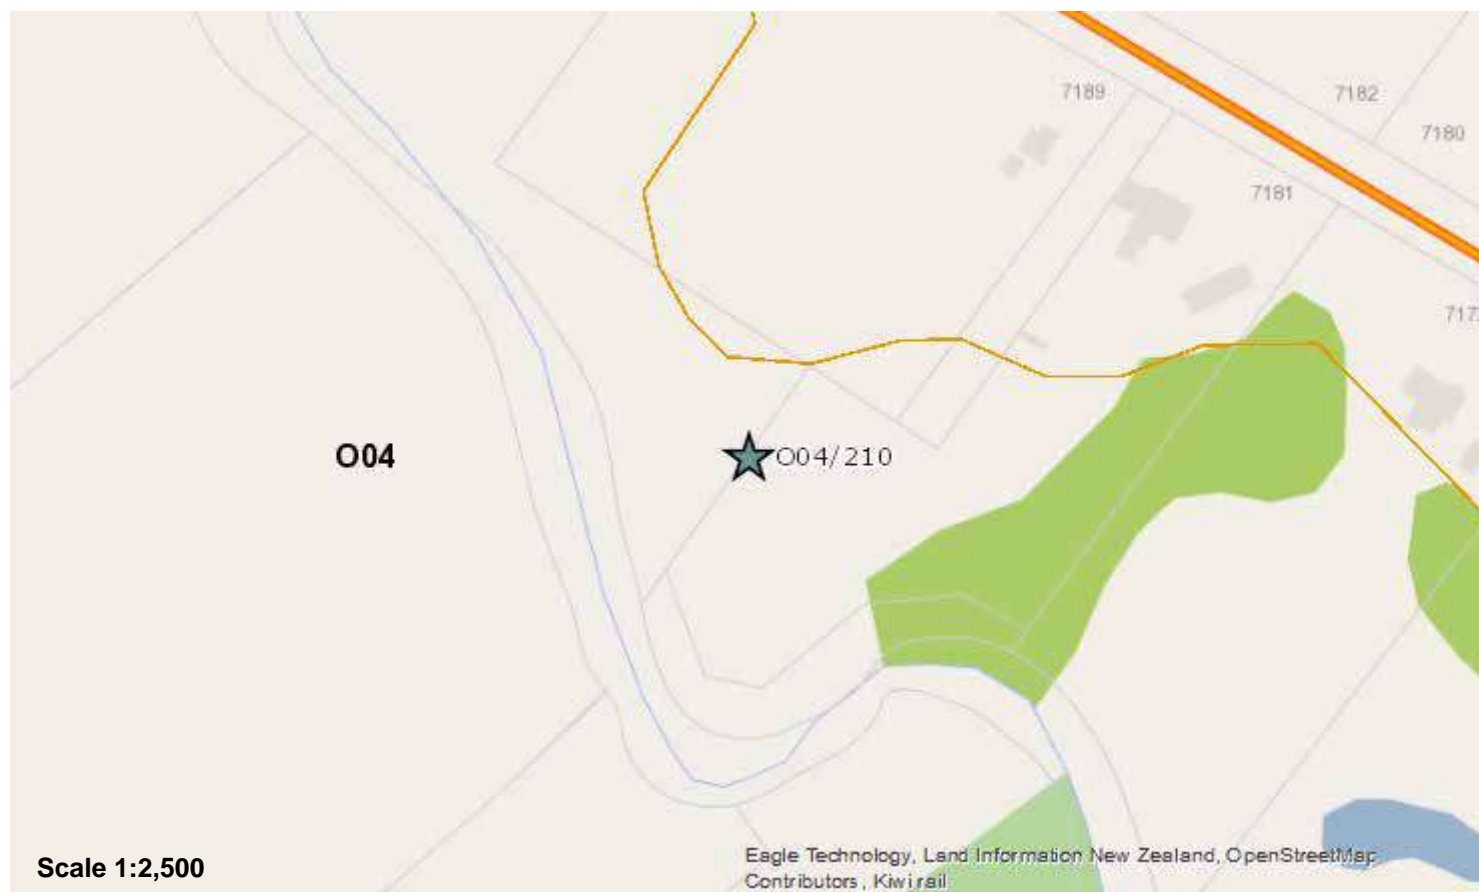 7189
7182
7180
7181
O04
O04/210
Scale 1:2,500
Eagle Technology, Land Information New Zealand, OpenStreetMap
Contributors, Kiwirail